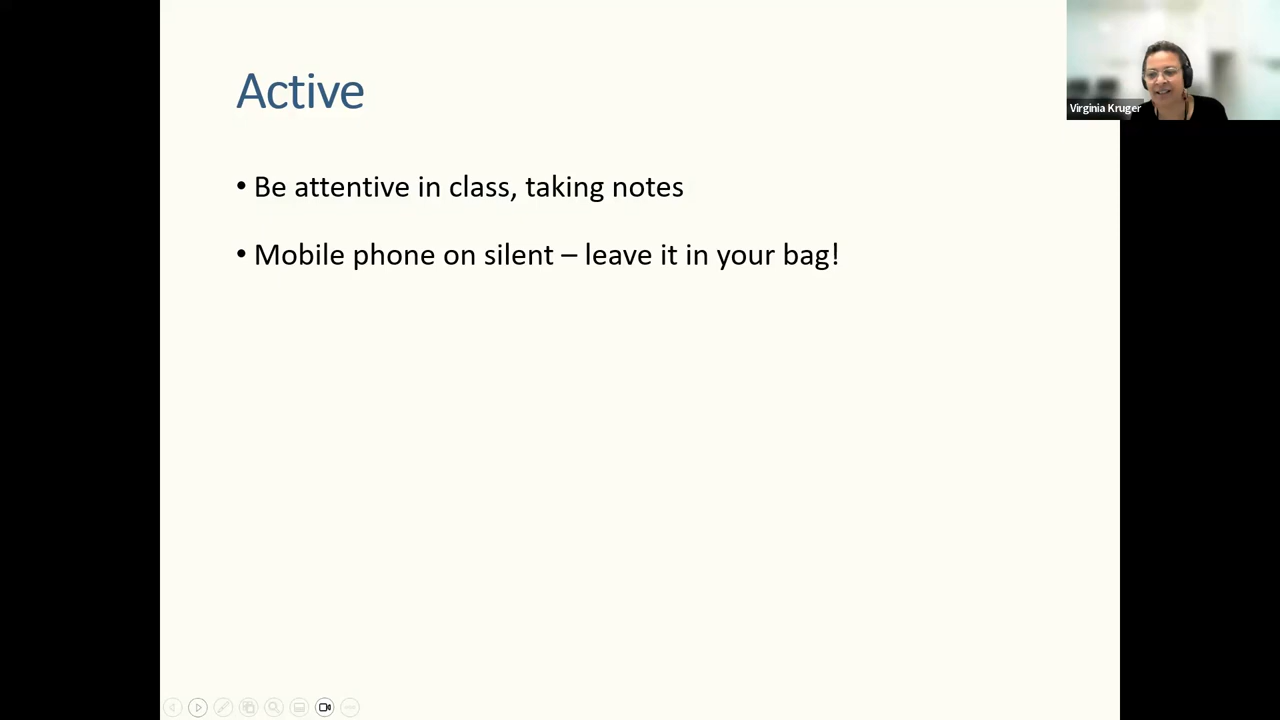 Active
• Be attentive in class, taking notes
• Mobile phone on silent – leave it in your bag!
Virginia Kruger